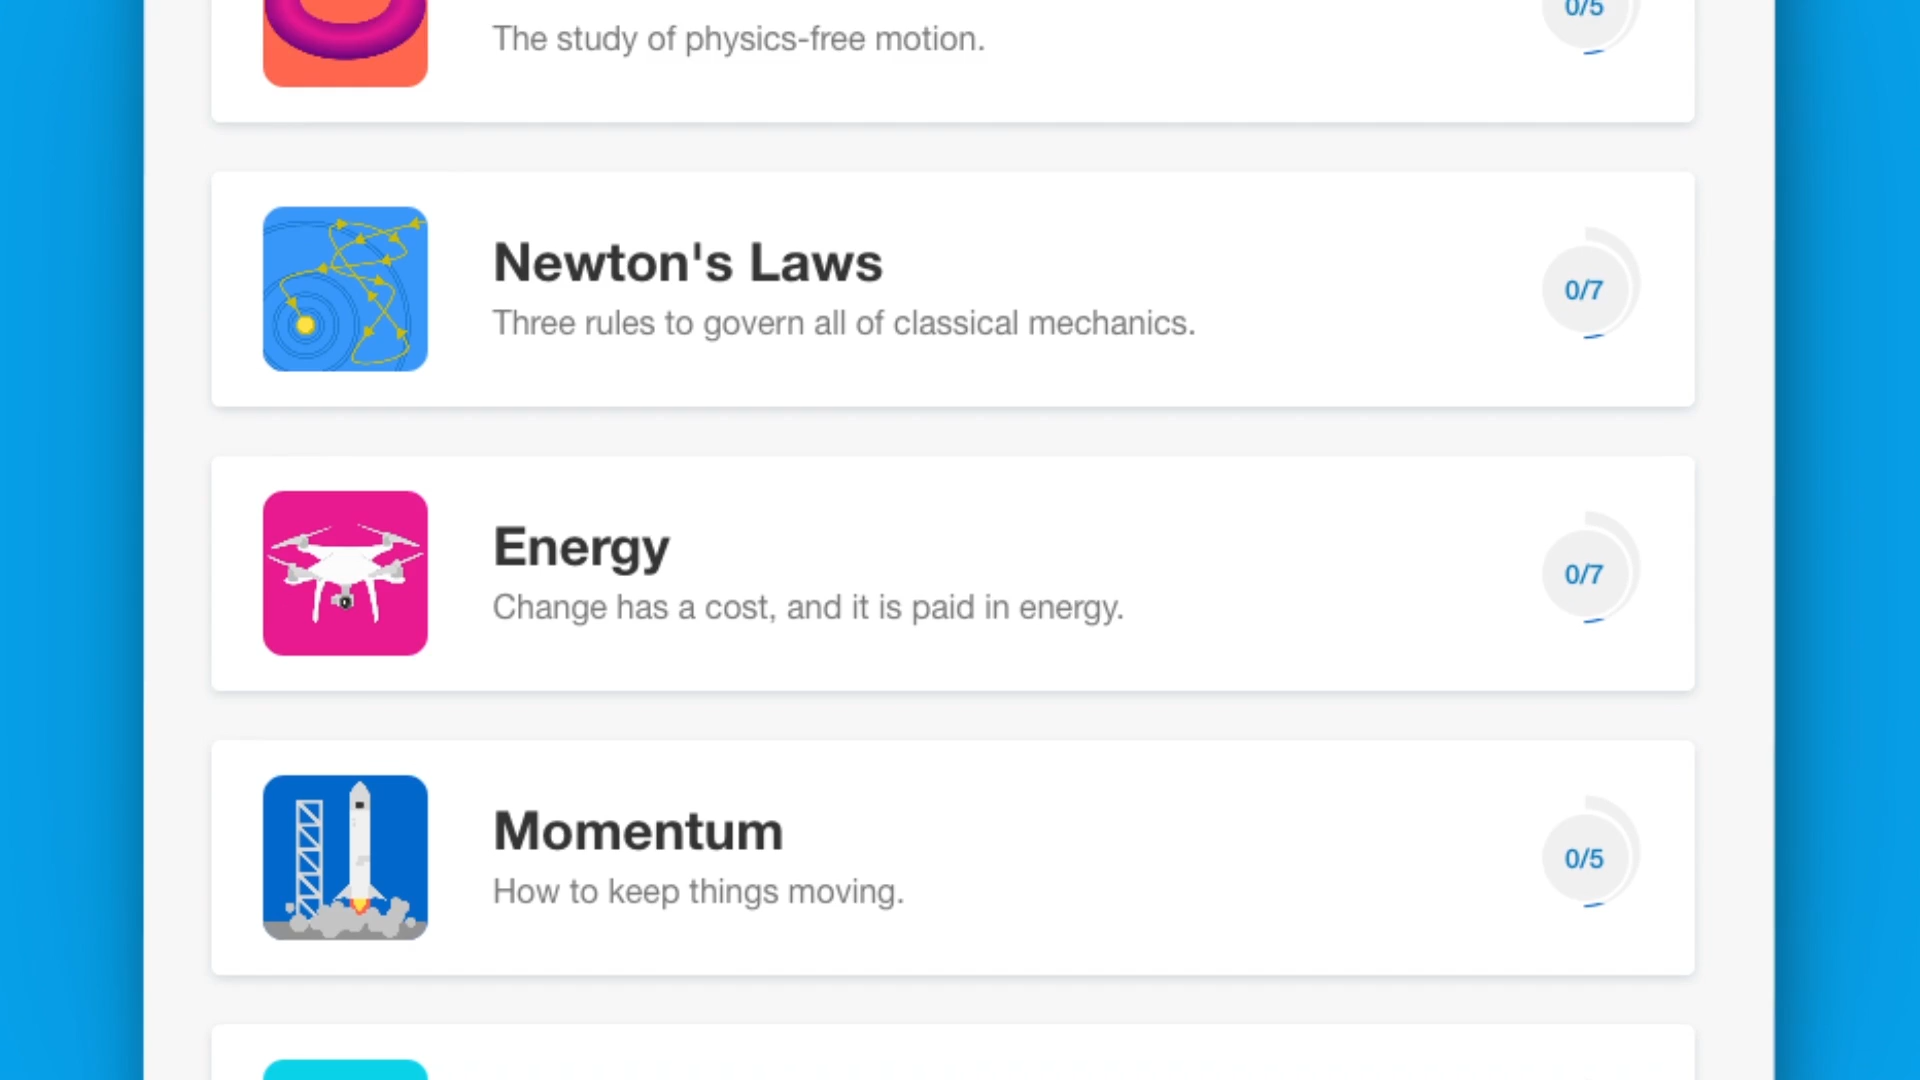 0/5
The study of physics-free motion.
Newton's Laws
Three rules to govern all of classical mechanics.
0/7
Energy
Change has a cost, and it is paid in energy.
0/7
Momentum
How to keep things moving.
0/5